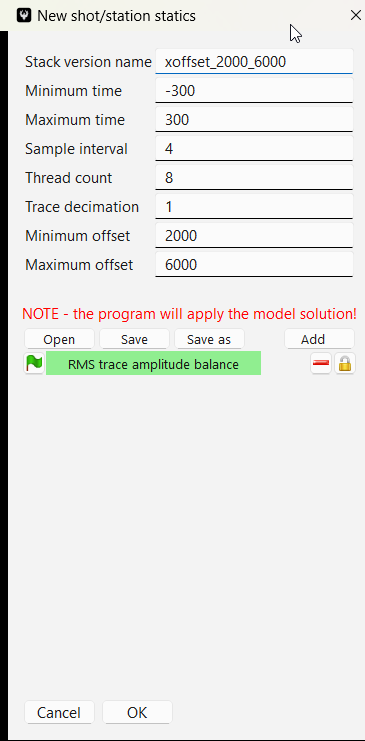 New shot/station statics
Stack version name xoffset_2000_6000
Minimum time -300
Maximum time 300
Sample interval 4
Thread count 8
Trace decimation 1
Minimum offset 2000
Maximum offset 6000
NOTE - the program will apply the model solution!
Open Save Save as Add
RMS trace amplitude balance
Cancel OK